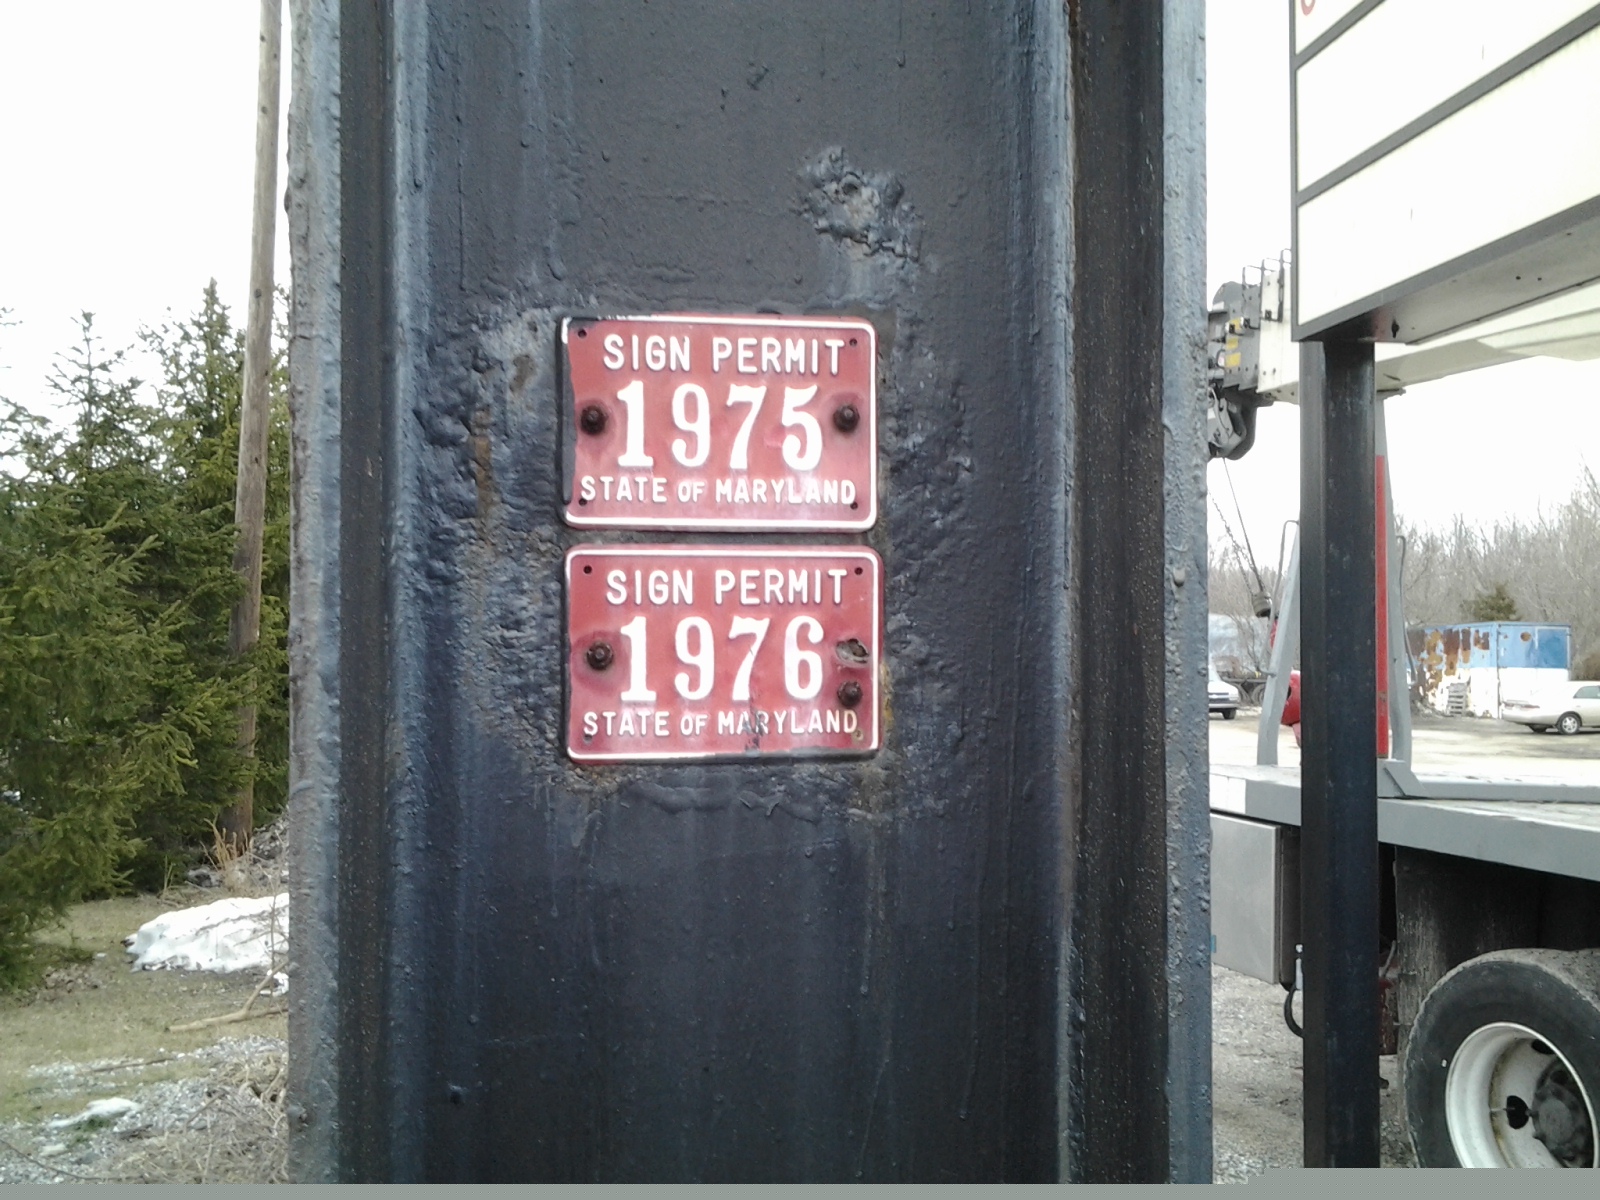 SIGN PERMIT
1975
STATE OF MARYLAND
SIGN PERMIT
1976
STATE OF MARYLAND